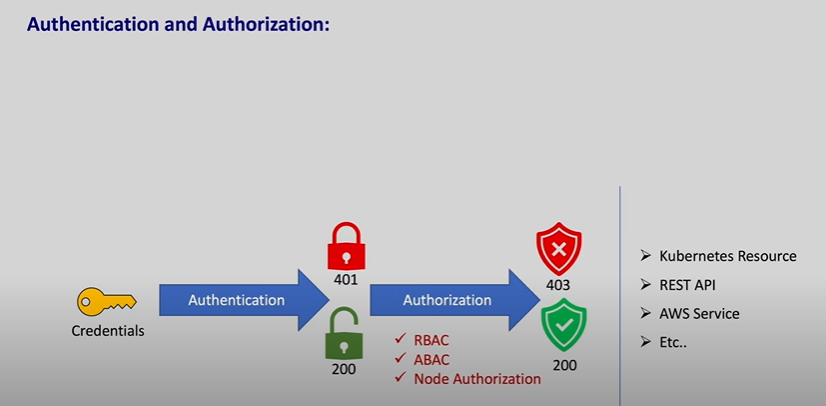 Authentication and Authorization:
Credentials
Authentication
401
200
Authorization
RBAC
ABAC
Node Authorization
403
200
Kubernetes Resource
REST API
AWS Service
Etc..